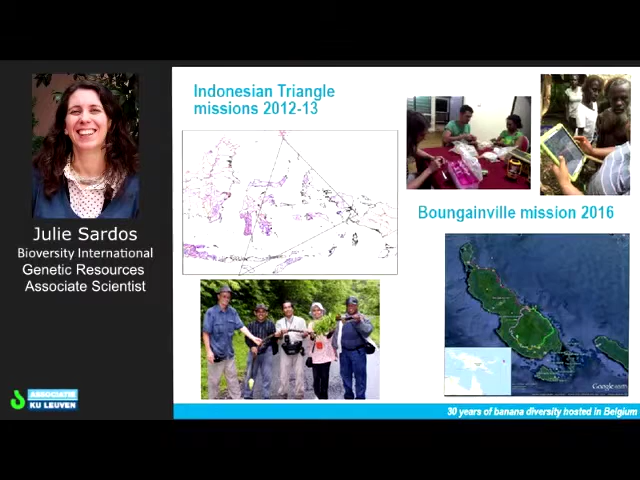 Indonesian Triangle
missions 2012-13
Boungainville mission 2016
Julie Sardos
Bioversity International
Genetic Resources
Associate Scientist
ASSOCIATIE
KU LEUVEN
Google earth
30 years of banana diversity hosted in Belgium